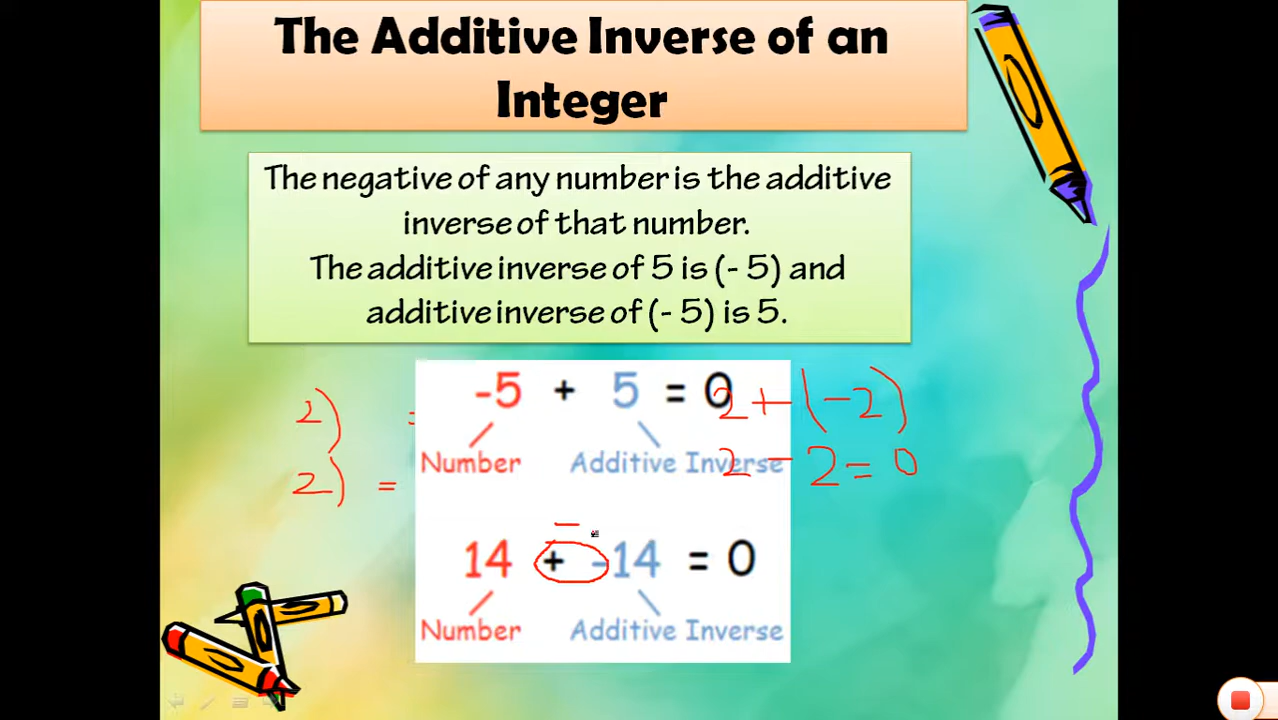 The Additive Inverse of an
Integer
The negative of any number is the additive
inverse of that number.
The additive inverse of 5 is (- 5) and
additive inverse of (- 5) is 5.
-5 + 5 = 0
2) = 2+(-2)
Number Additive Inverse
2) = 2-2=0
–
14 + -14 = 0
Number Additive Inverse